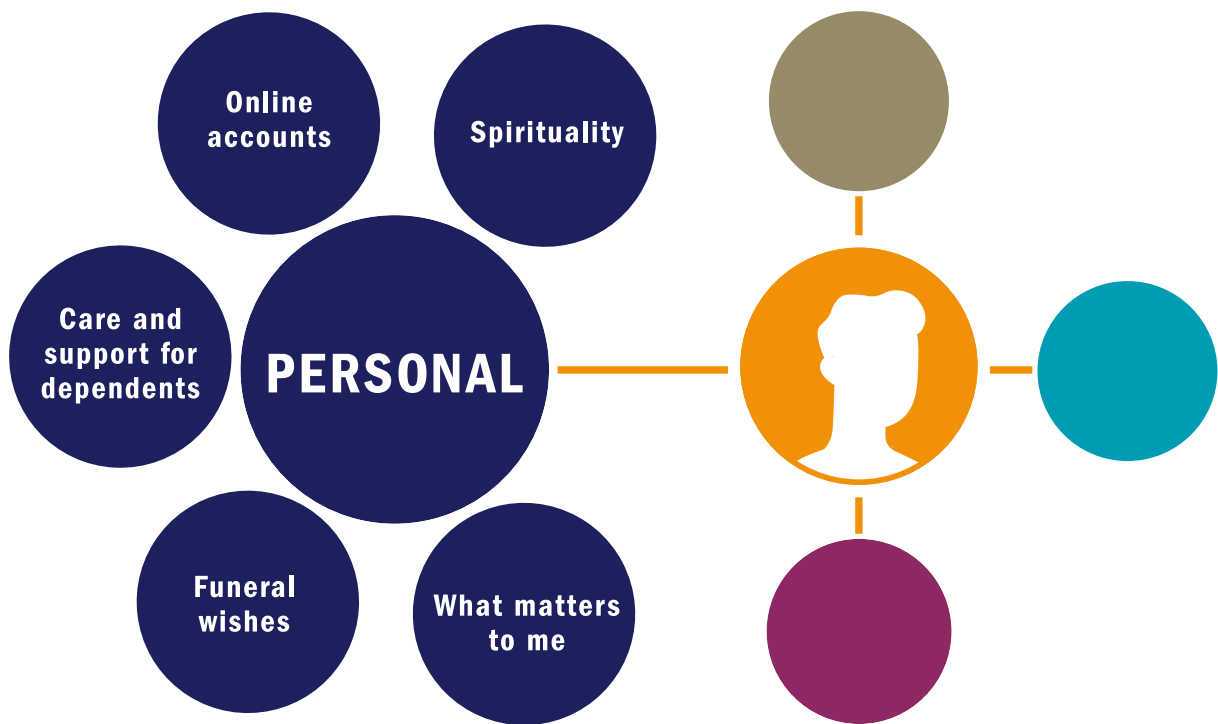 Online
accounts
Spirituality
Care and
support for
dependents
PERSONAL
Funeral
wishes
What matters
to me